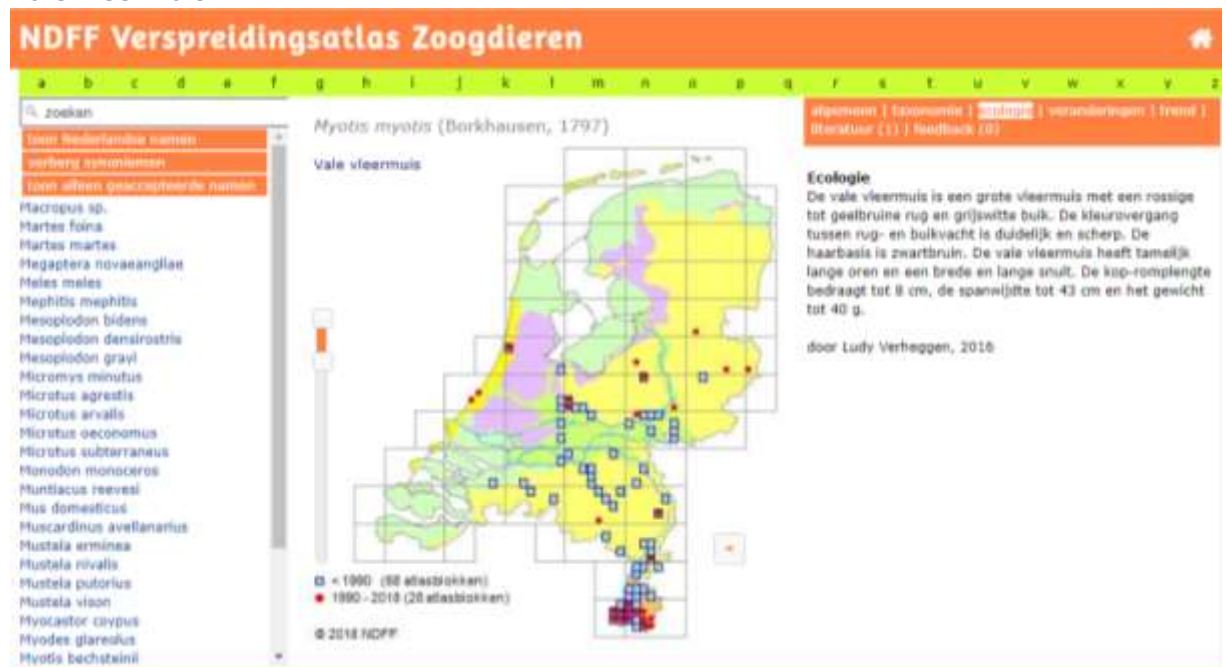 NDFF Verspreidingsatlas Zoogdieren
a b c d e f g h i j k l m n o p q r s t u v w x y z
zoeken
toon Nederlandse namen
verberg synoniemen
toon alleen geaccepteerde namen
Macropus sp.
Martes foina
Martes martes
Megaptera novaeangliae
Meles meles
Mephitis mephitis
Mesoplodon bidens
Mesoplodon densirostris
Mesoplodon grayi
Micromys minutus
Microtus agrestis
Microtus arvalis
Microtus oeconomus
Microtus subterraneus
Monodon monoceros
Muntiacus reevesi
Mus domesticus
Muscardinus avellanarius
Mustela erminea
Mustela nivalis
Mustela putorius
Mustela vison
Myocastor coypus
Myodes glareolus
Myotis bechsteinii
Myotis myotis (Borkhausen, 1797)
Vale vleermuis
< 1990 (68 atlasblokken)
1990 - 2018 (28 atlasblokken)
© 2018 NDFF
algemeen | taxonomie | ecologie | veranderingen | trend |
literatuur (1) | feedback (0)
Ecologie
De vale vleermuis is een grote vleermuis met een rossige
tot geelbruine rug en grijswitte buik. De kleurovergang
tussen rug- en buikvacht is duidelijk en scherp. De
haarbasis is zwartbruin. De vale vleermuis heeft tamelijk
lange oren en een brede en lange snuit. De kop-romplengte
bedraagt tot 8 cm, de spanwijdte tot 43 cm en het gewicht
tot 40 g.
door Ludy Verheggen, 2016